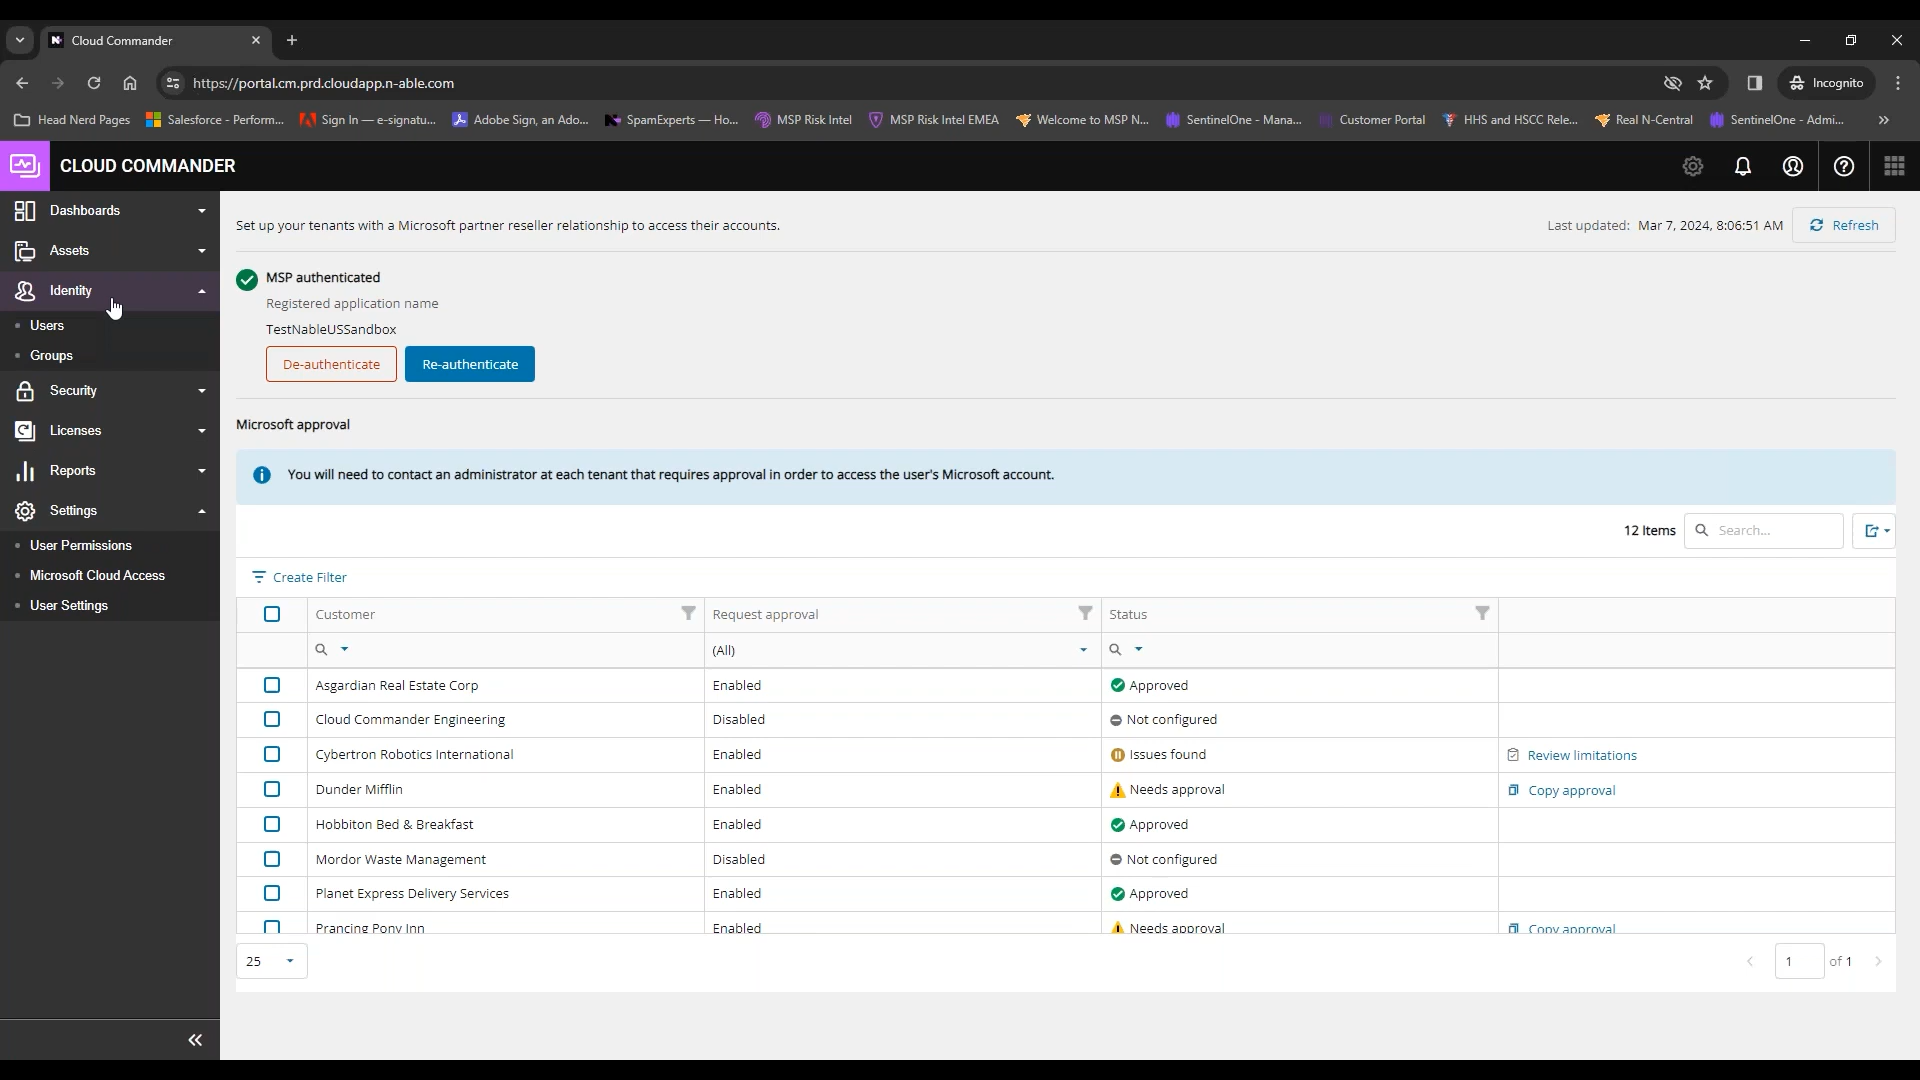 Cloud Commander
https://portal.cm.prd.cloudapp.n-able.com
Incognito
Head Nerd Pages
Salesforce - Perform...
Sign In — e-signatu...
Adobe Sign, an Ado...
SpamExperts — Ho...
MSP Risk Intel
MSP Risk Intel EMEA
Welcome to MSP N...
SentinelOne - Mana...
Customer Portal
HHS and HSCC Rele...
Real N-Central
SentinelOne - Admi...
CLOUD COMMANDER
Dashboards
Assets
Identity
Users
Groups
Security
Licenses
Reports
Settings
User Permissions
Microsoft Cloud Access
User Settings
Set up your tenants with a Microsoft partner reseller relationship to access their accounts.
Last updated: Mar 7, 2024, 8:06:51 AM
Refresh
MSP authenticated
Registered application name
TestNableUSSandbox
De-authenticate
Re-authenticate
Microsoft approval
You will need to contact an administrator at each tenant that requires approval in order to access the user's Microsoft account.
12 Items
Search...
Create Filter
Customer Request approval Status
(All)
Asgardian Real Estate Corp Enabled Approved
Cloud Commander Engineering Disabled Not configured
Cybertron Robotics International Enabled Issues found Review limitations
Dunder Mifflin Enabled Needs approval Copy approval
Hobbiton Bed & Breakfast Enabled Approved
Mordor Waste Management Disabled Not configured
Planet Express Delivery Services Enabled Approved
Prancing Pony Inn Enabled Needs approval Copy approval
25
1 of 1